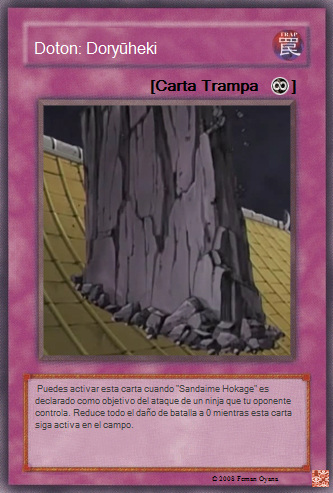 Doton: Doryūheki
TRAP
罠
[Carta Trampa ]
Puedes activar esta carta cuando "Sandaime Hokage" es
declarado como objetivo del ataque de un ninja que tu oponente
controla. Reduce todo el daño de batalla a 0 mientras esta carta
siga activa en el campo.
© 2008 Fernan Oyana